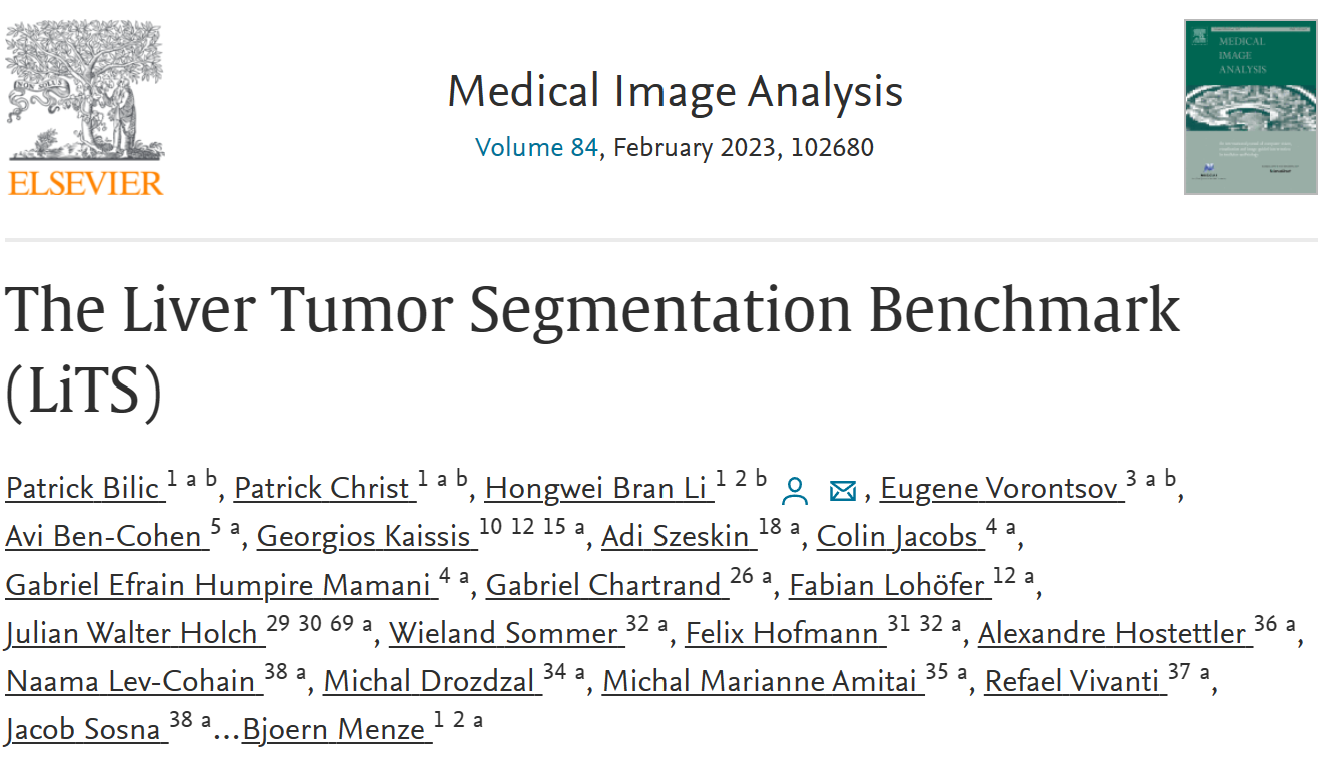 ELSEVIER
Medical Image Analysis
Volume 84, February 2023, 102680
MEDICAL
IMAGE
ANALYSIS
The Liver Tumor Segmentation Benchmark
(LiTS)
Patrick Bilic 1 a b, Patrick Christ 1 a b, Hongwei Bran Li 1 2 b, Eugene Vorontsov 3 a b,
Avi Ben-Cohen 5 a, Georgios Kaissis 10 12 15 a, Adi Szeskin 18 a, Colin Jacobs 4 a,
Gabriel Efrain Humpire Mamani 4 a, Gabriel Chartrand 26 a, Fabian Lohöfer 12 a,
Julian Walter Holch 29 30 69 a, Wieland Sommer 32 a, Felix Hofmann 31 32 a, Alexandre Hostettler 36 a,
Naama Lev-Cohain 38 a, Michal Drozdzal 34 a, Michal Marianne Amitai 35 a, Refael Vivanti 37 a,
Jacob Sosna 38 a…Bjoern Menze 1 2 a